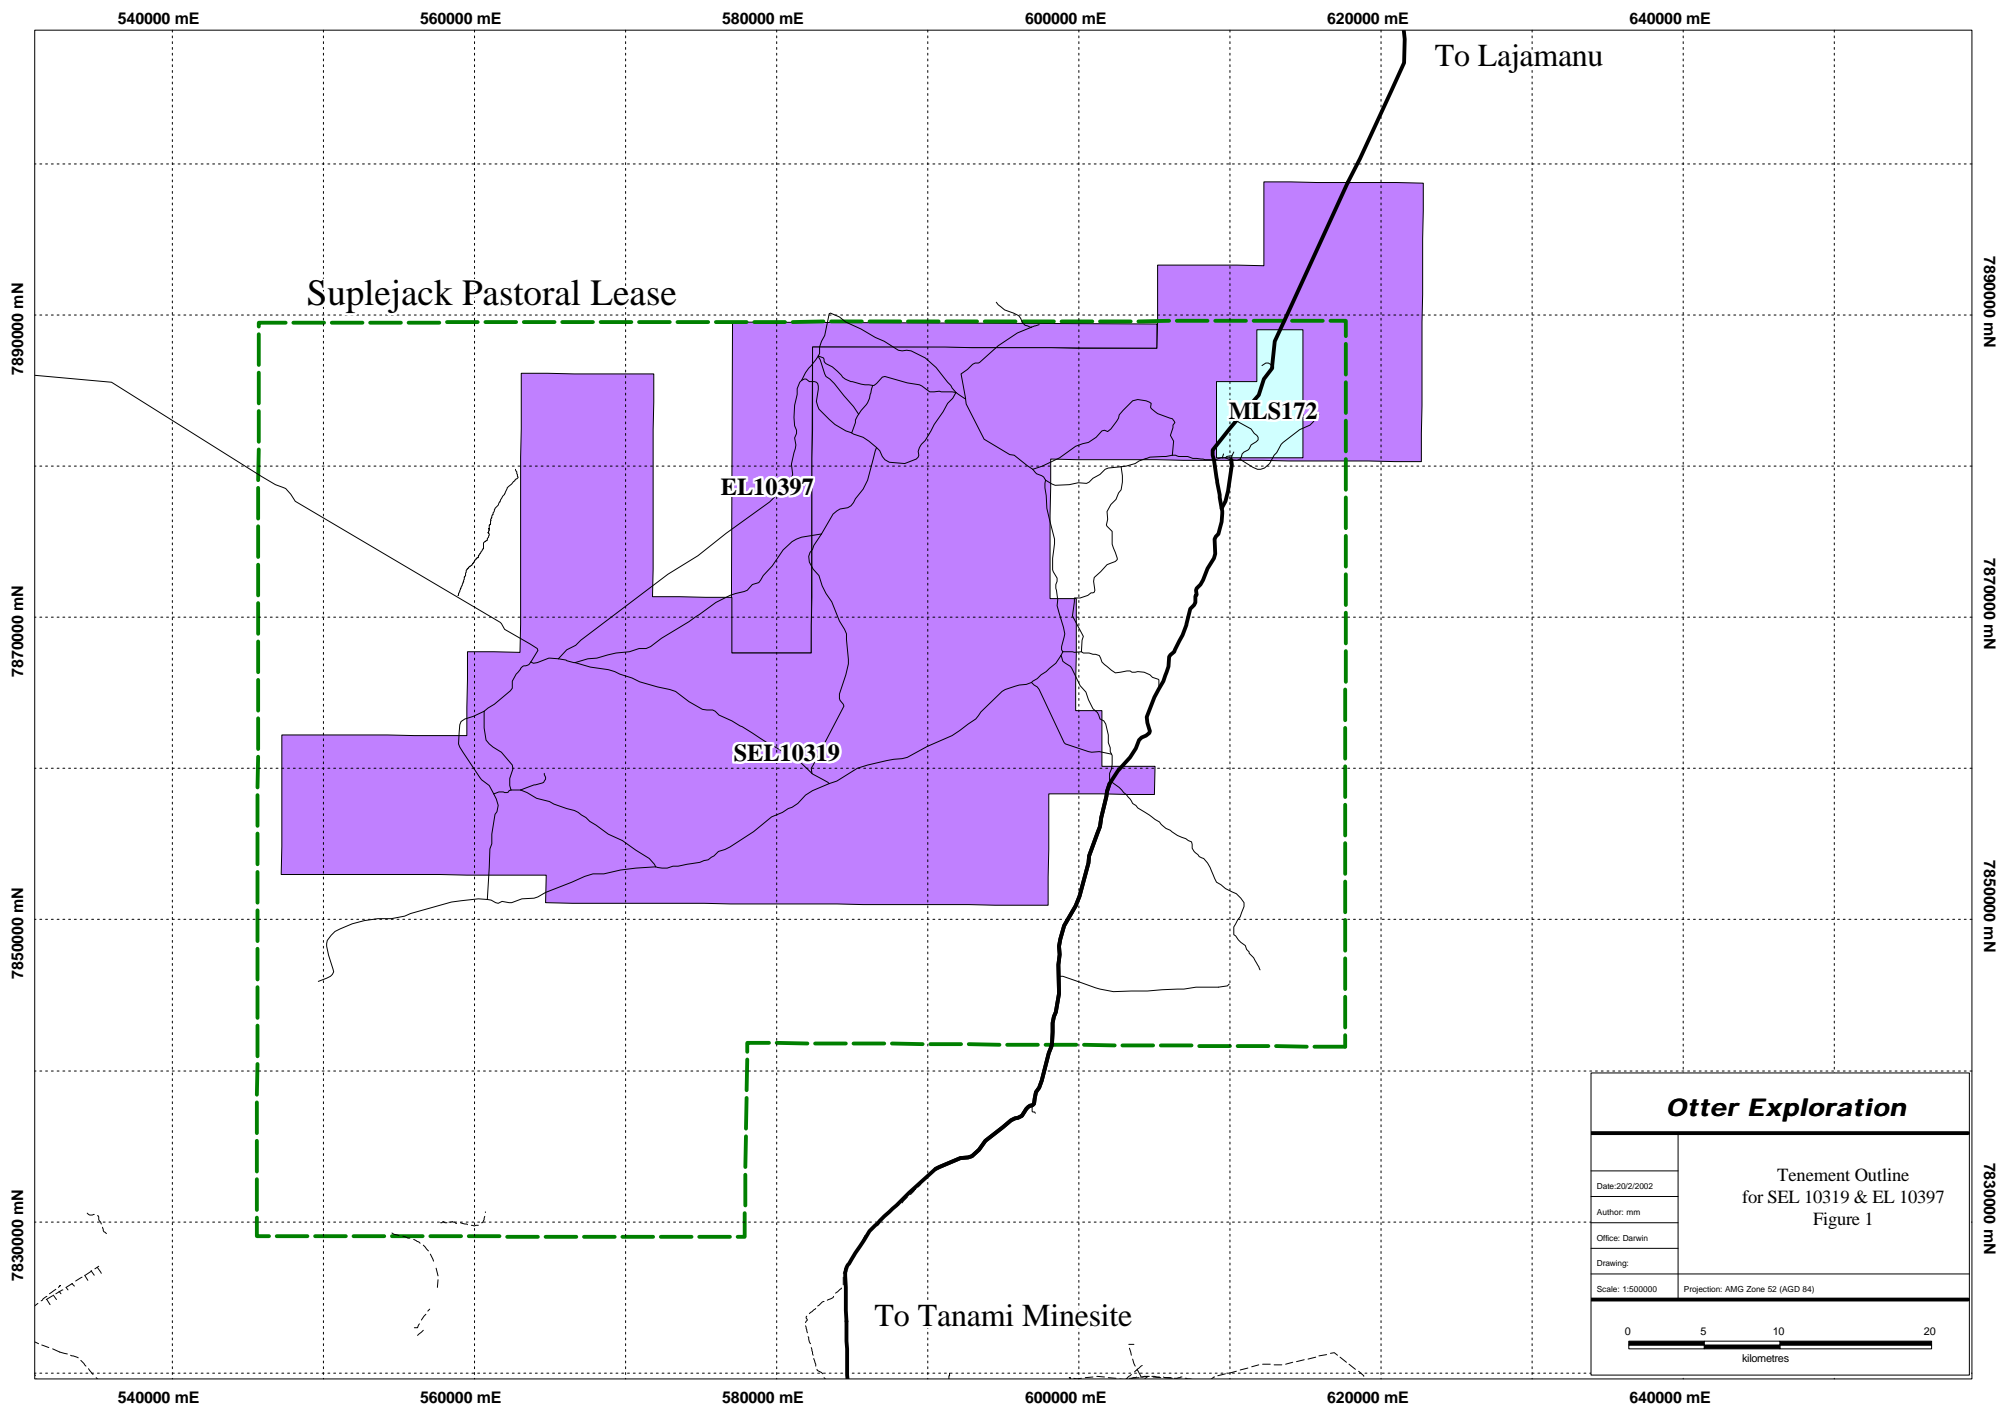 540000 mE
560000 mE
580000 mE
600000 mE
620000 mE
640000 mE
To Lajamanu
Suplejack Pastoral Lease
7890000 mN
7890000 mN
MLS172
EL10397
7870000 mN
7870000 mN
SEL10319
7850000 mN
7850000 mN
7830000 mN
7830000 mN
To Tanami Minesite
Otter Exploration
Tenement Outline
for SEL 10319 & EL 10397
Figure 1
Date:20/2/2002
Author: mm
Office: Darwin
Drawing:
Scale: 1:500000
Projection: AMG Zone 52 (AGD 84)
0 5 10 20
kilometres
540000 mE
560000 mE
580000 mE
600000 mE
620000 mE
640000 mE